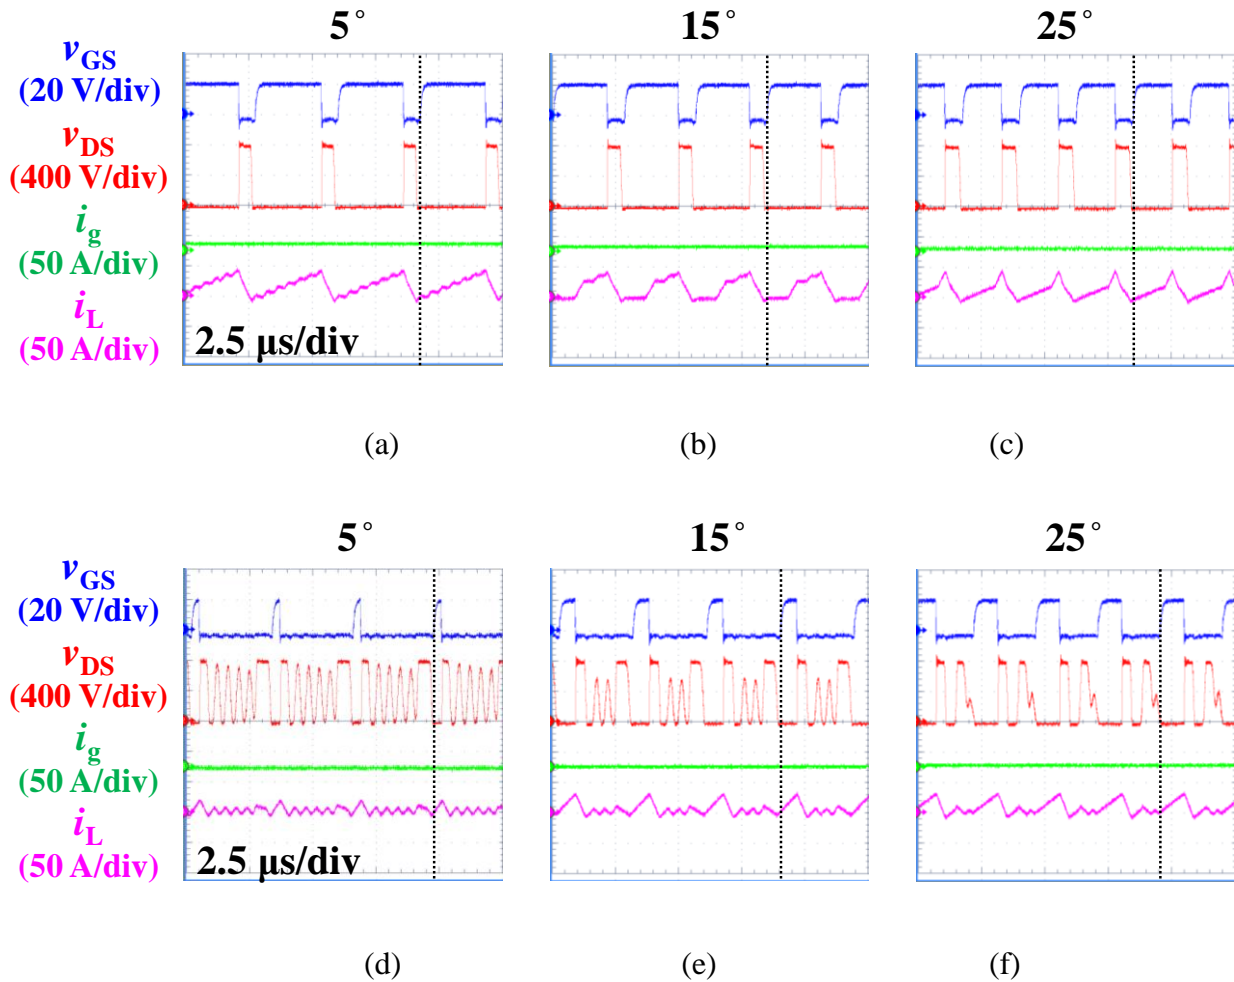 5°
15°
25°
vGS
(20 V/div)
vDS
(400 V/div)
ig
(50 A/div)
iL
(50 A/div)
2.5 μs/div
(a)
(b)
(c)
5°
15°
25°
vGS
(20 V/div)
vDS
(400 V/div)
ig
(50 A/div)
iL
(50 A/div)
2.5 μs/div
(d)
(e)
(f)